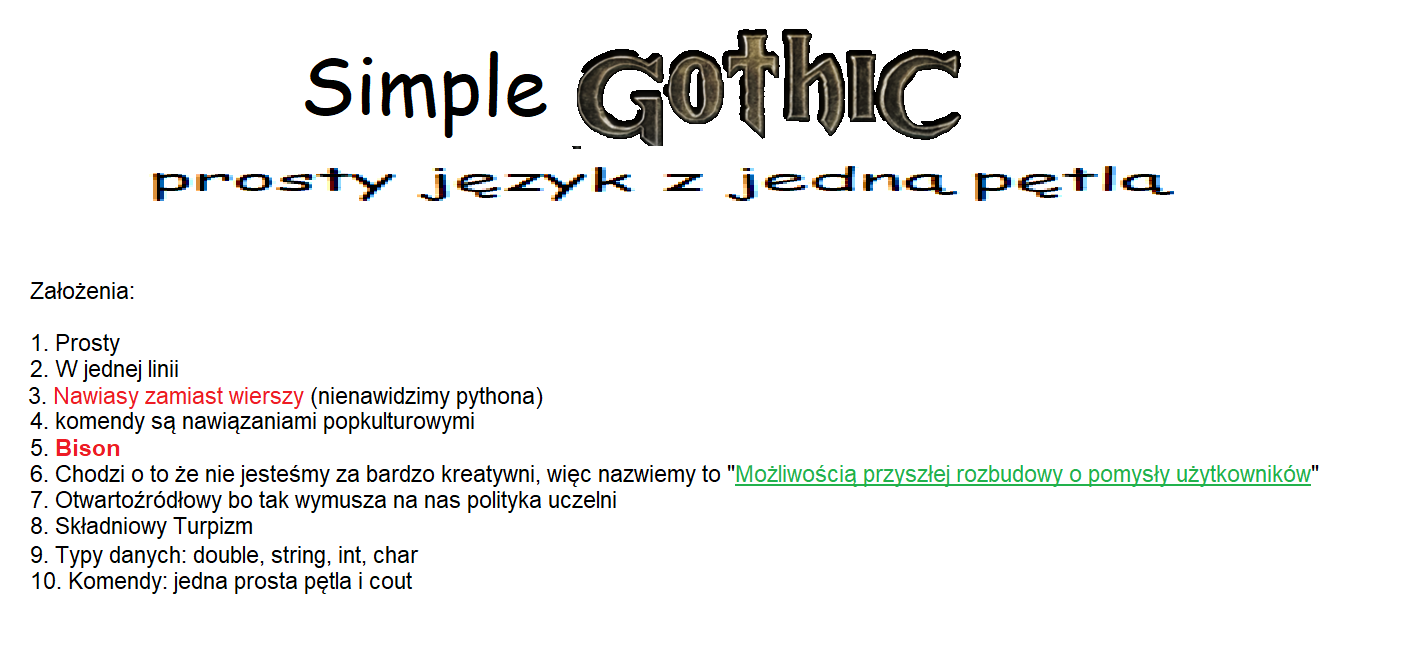 Simple GOTHIC
prosty język z jedną pętlą
Założenia:
1. Prosty
2. W jednej linii
3. Nawiasy zamiast wierszy (nienawidzimy pythona)
4. komendy są nawiązaniami popkulturowymi
5. Bison
6. Chodzi o to że nie jesteśmy za bardzo kreatywni, więc nazwiemy to "Możliwością przyszłej rozbudowy o pomysły użytkowników"
7. Otwartoźródłowy bo tak wymusza na nas polityka uczelni
8. Składniowy Turpizm
9. Typy danych: double, string, int, char
10. Komendy: jedna prosta pętla i cout